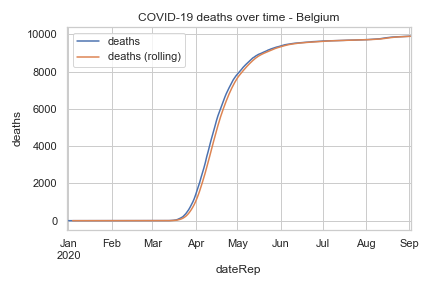 COVID-19 deaths over time - Belgium
deaths
deaths (rolling)
10000
8000
6000
4000
2000
0
deaths
Jan Feb Mar Apr May Jun Jul Aug Sep
2020
dateRep